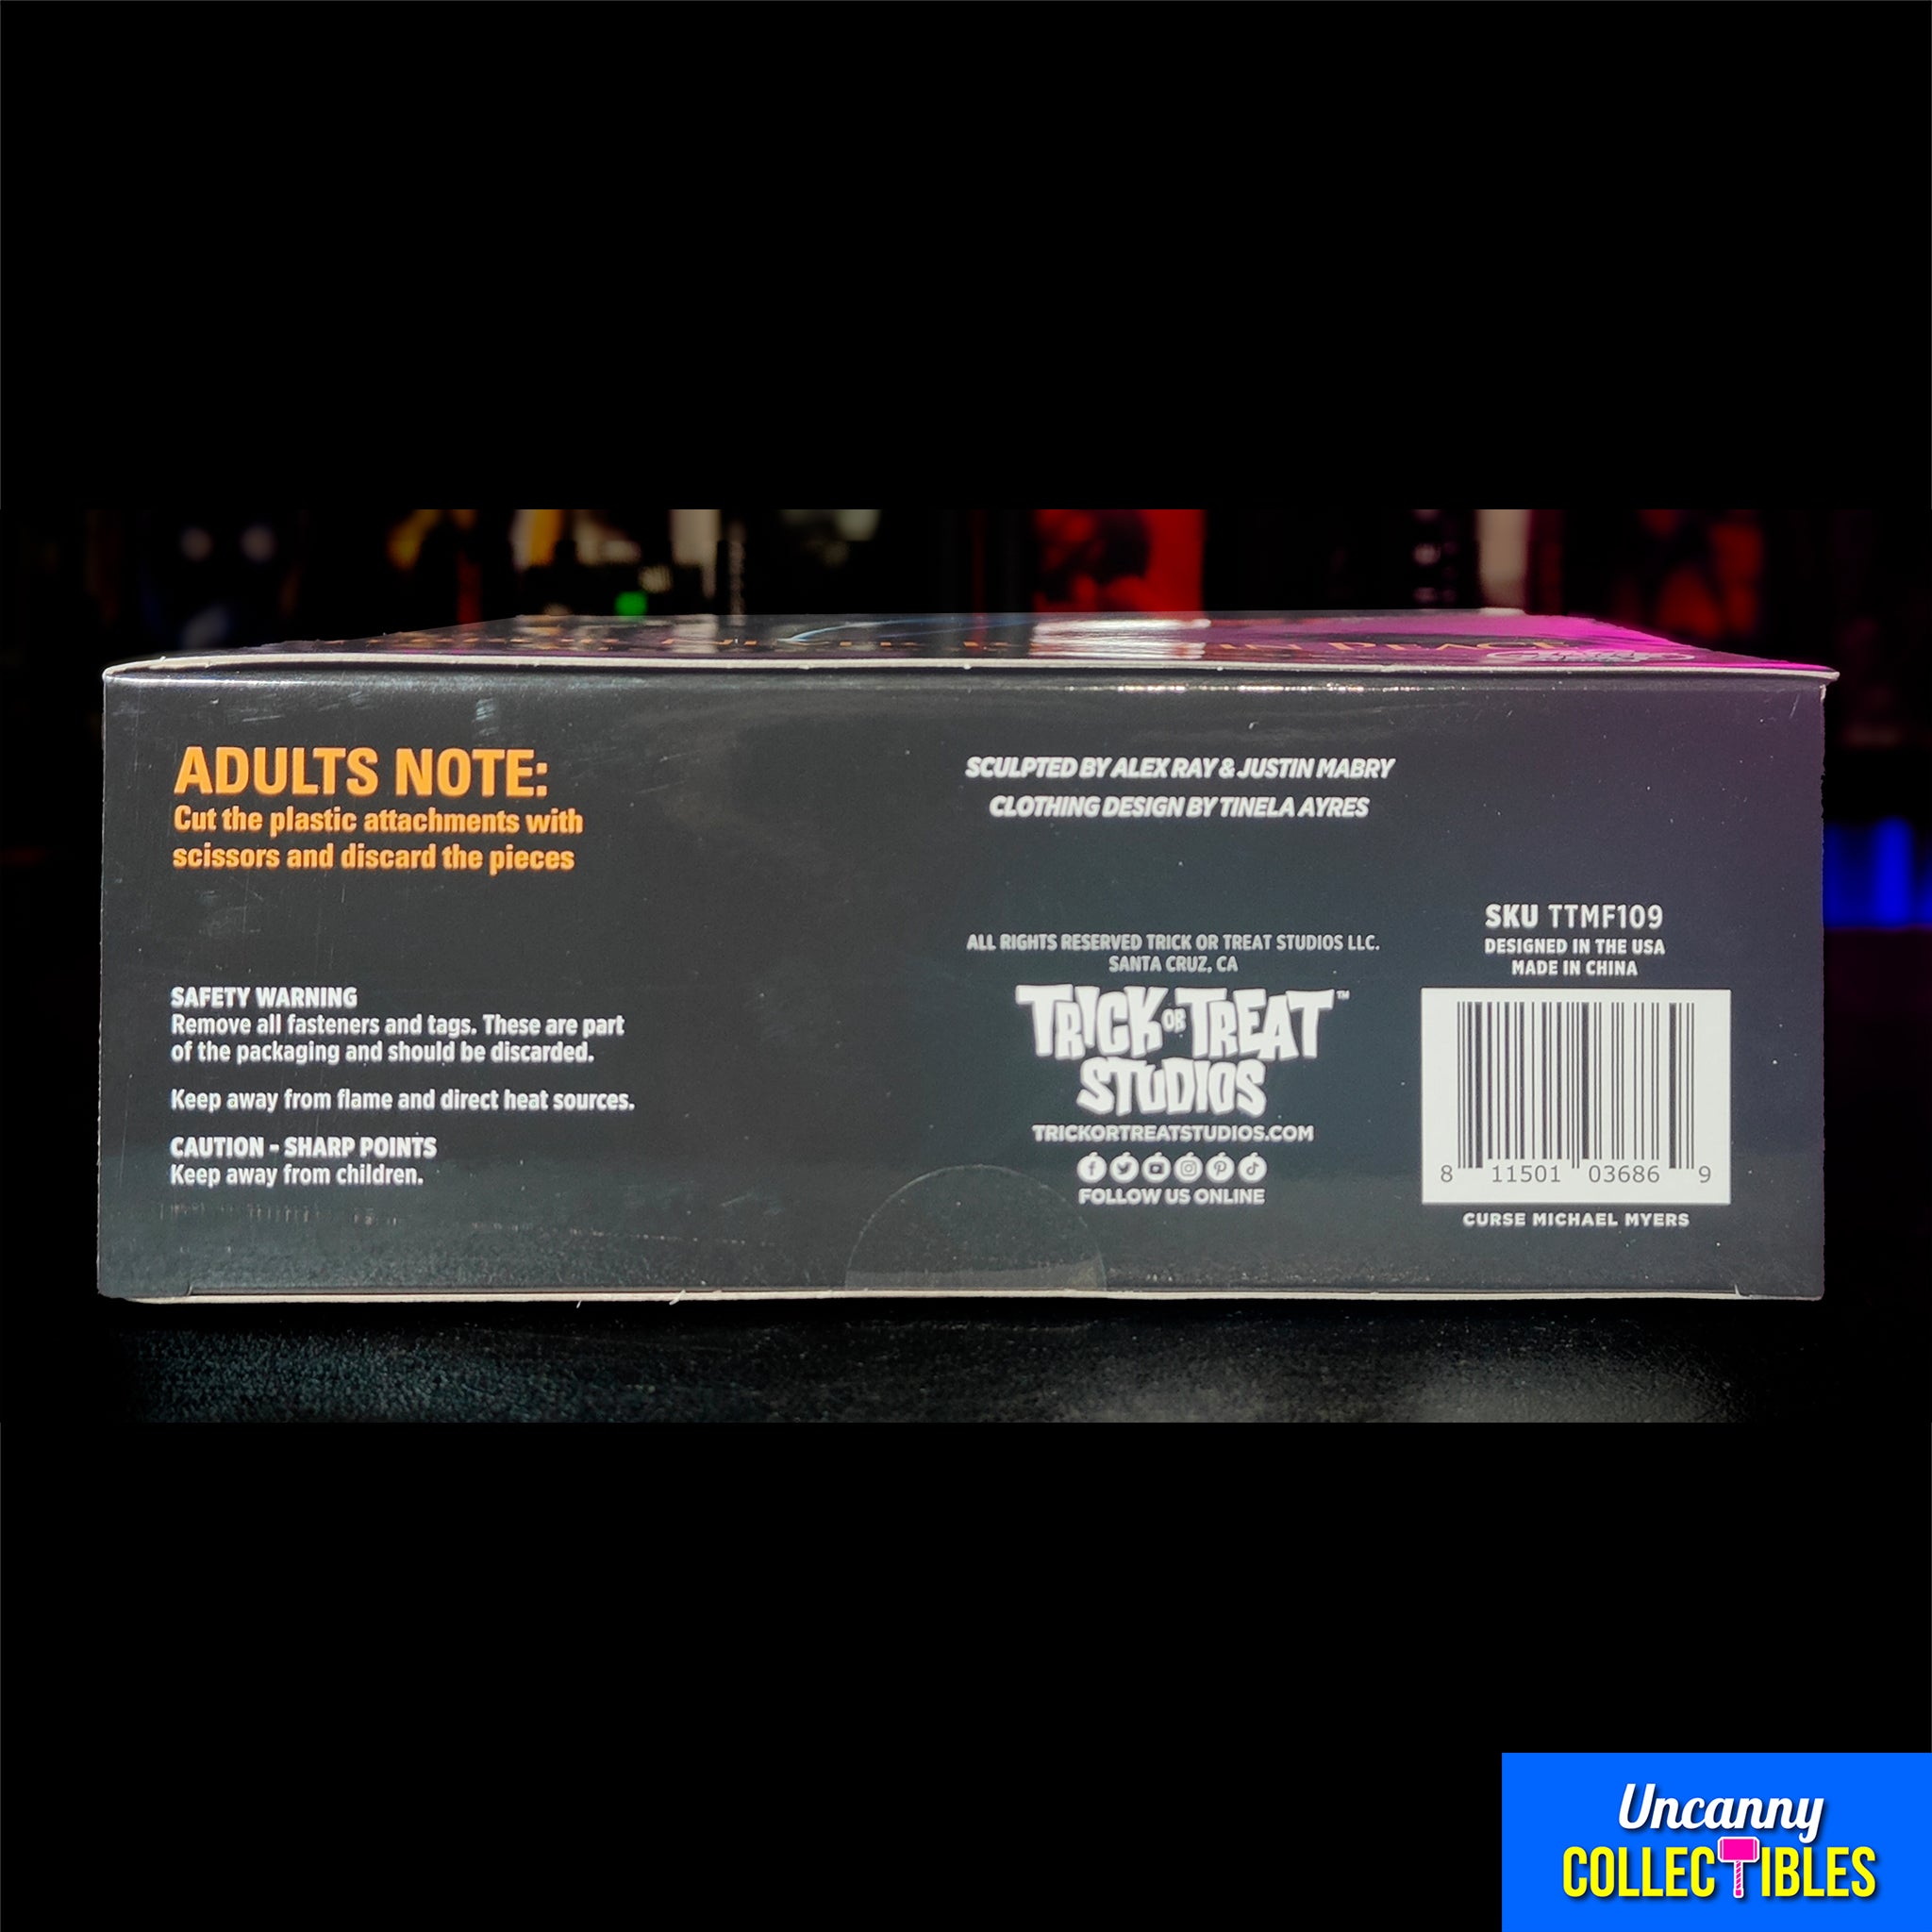 IN PEACE
ADULTS NOTE:
Cut the plastic attachments with
scissors and discard the pieces
SAFETY WARNING
Remove all fasteners and tags. These are part
of the packaging and should be discarded.
Keep away from flame and direct heat sources.
CAUTION - SHARP POINTS
Keep away from children.
SCULPTED BY ALEX RAY & JUSTIN MABRY
CLOTHING DESIGN BY TINELA AYRES
ALL RIGHTS RESERVED TRICK OR TREAT STUDIOS LLC.
SANTA CRUZ, CA
TRICK OR TREAT™
STUDIOS
TRICKORTREATSTUDIOS.COM
FOLLOW US ONLINE
SKU TTMF109
DESIGNED IN THE USA
MADE IN CHINA
8 11501 03686 9
CURSE MICHAEL MYERS
Uncanny
COLLECTIBLES